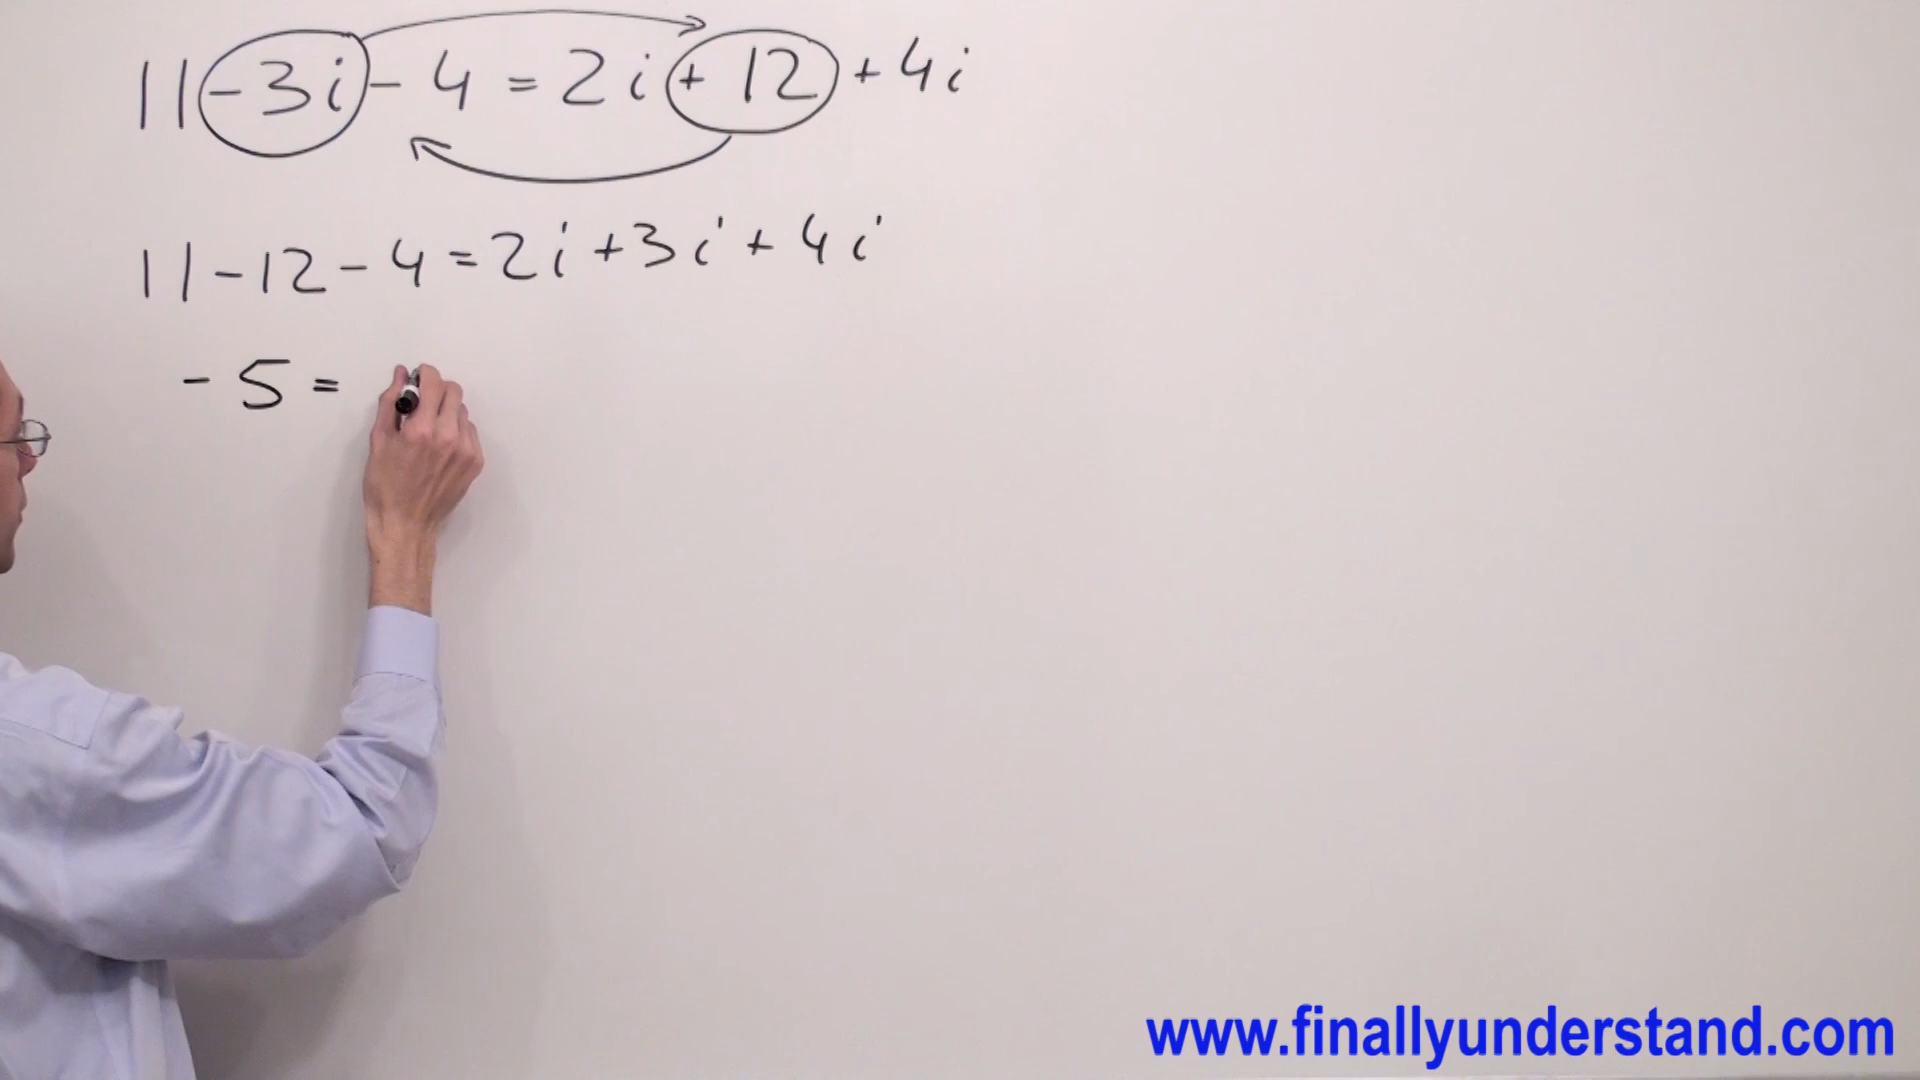 11 - 3i - 4 = 2i + 12 + 4i
11 - 12 - 4 = 2i + 3i + 4i
- 5 =
www.finallyunderstand.com